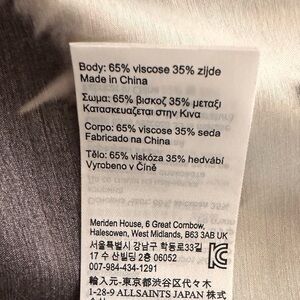 Body: 65% viscose 35% zijde
Made in China
Σωμα: 65% βισκοζ 35% μεταξι
Κατασκευαζεται στην Κινα
Corpo: 65% viscose 35% seda
Fabricado na China
Tělo: 65% viskóza 35% hedvábí
Vyrobeno v Číně
Meriden House, 6 Great Cornbow,
Halesowen, West Midlands, B63 3AB UK
서울특별시 강남구 학동로33길
17 수 산빌딩 2층 06052
007-984-434-1291
輸入元-東京都渋谷区代々木
1-28-9 ALLSAINTS JAPAN 株式